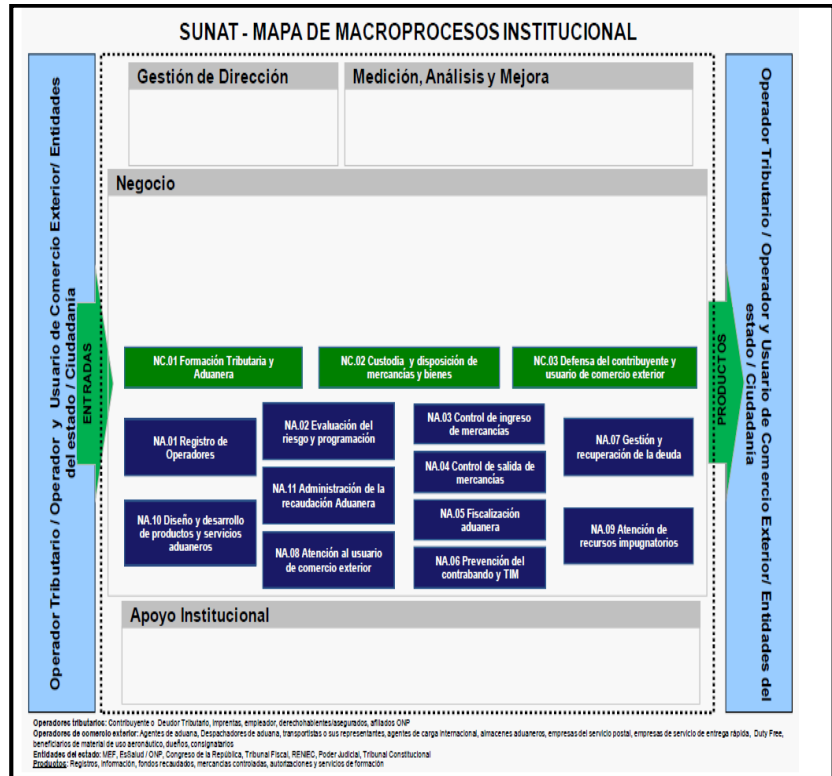 SUNAT - MAPA DE MACROPROCESOS INSTITUCIONAL
Operador Tributario / Operador y Usuario de Comercio Exterior/ Entidades
del estado / Ciudadanía
ENTRADAS
Gestión de Dirección
Medición, Análisis y Mejora
Negocio
NC.01 Formación Tributaria y
Aduanera
NC.02 Custodia y disposición de
mercancías y bienes
NC.03 Defensa del contribuyente y
usuario de comercio exterior
NA.01 Registro de
Operadores
NA.02 Evaluación del
riesgo y programación
NA.03 Control de ingreso
de mercancías
NA.07 Gestión y
recuperación de la deuda
NA.04 Control de salida de
mercancías
NA.11 Administración de la
recaudación Aduanera
NA.10 Diseño y desarrollo
de productos y servicios
aduaneros
NA.05 Fiscalización
aduanera
NA.09 Atención de
recursos impugnatorios
NA.08 Atención al usuario
de comercio exterior
NA.06 Prevención del
contrabando y TIM
Apoyo Institucional
PRODUCTOS
Operador Tributario / Operador y Usuario de Comercio Exterior/ Entidades del
estado / Ciudadanía
Operadores tributarios: Contribuyente o Deudor Tributario, Imprentas, empleador, derechohabientes/asegurados, afiliados ONP
Operadores de comercio exterior: Agentes de aduana, Despachadores de aduana, transportistas o sus representantes, agentes de carga internacional, almacenes aduaneros, empresas del servicio postal, empresas de servicio de entrega rápida, Duty Free,
beneficiarios de material de uso aeronáutico, dueños, consignatarios
Entidades del estado: MEF, EsSalud / ONP, Congreso de la República, Tribunal Fiscal, RENIEC, Poder Judicial, Tribunal Constitucional
Productos: Registros, información, fondos recaudados, mercancías controladas, autorizaciones y servicios de formación